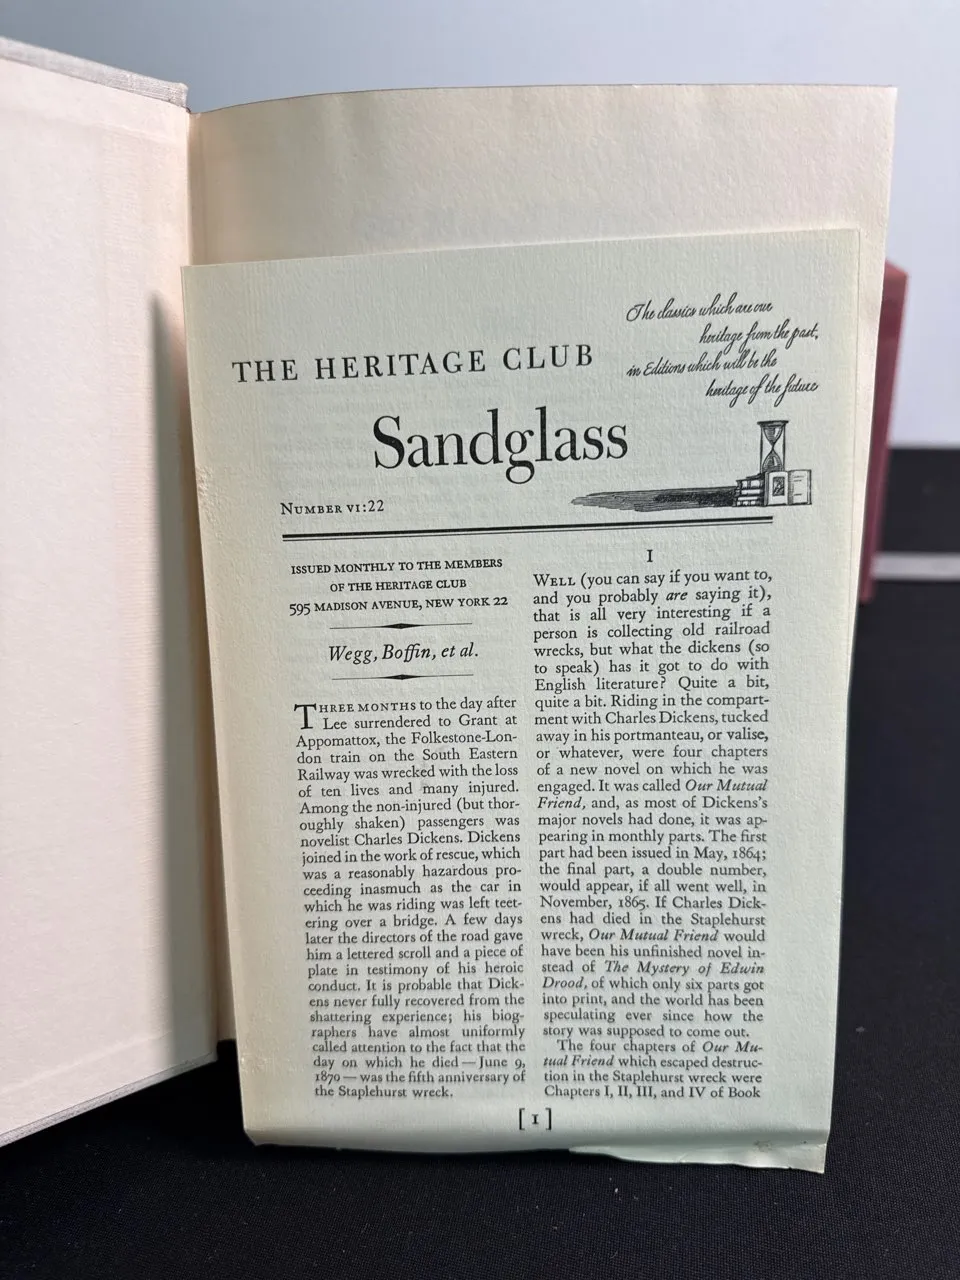 THE HERITAGE CLUB
The classics which are our
heritage from the past,
in Editions which will be the
heritage of the future
Sandglass
NUMBER VI:22
ISSUED MONTHLY TO THE MEMBERS
OF THE HERITAGE CLUB
595 MADISON AVENUE, NEW YORK 22
Wegg, Boffin, et al.
THREE MONTHS to the day after
Lee surrendered to Grant at
Appomattox, the Folkestone-Lon-
don train on the South Eastern
Railway was wrecked with the loss
of ten lives and many injured.
Among the non-injured (but thor-
oughly shaken) passengers was
novelist Charles Dickens. Dickens
joined in the work of rescue, which
was a reasonably hazardous pro-
ceeding inasmuch as the car in
which he was riding was left teet-
ering over a bridge. A few days
later the directors of the road gave
him a lettered scroll and a piece of
plate in testimony of his heroic
conduct. It is probable that Dick-
ens never fully recovered from the
shattering experience; his biog-
raphers have almost uniformly
called attention to the fact that the
day on which he died—June 9,
1870—was the fifth anniversary of
the Staplehurst wreck.
I
WELL (you can say if you want to,
and you probably are saying it),
that is all very interesting if a
person is collecting old railroad
wrecks, but what the dickens (so
to speak) has it got to do with
English literature? Quite a bit,
quite a bit. Riding in the compart-
ment with Charles Dickens, tucked
away in his portmanteau, or valise,
or whatever, were four chapters
of a new novel on which he was
engaged. It was called Our Mutual
Friend, and, as most of Dickens's
major novels had done, it was ap-
pearing in monthly parts. The first
part had been issued in May, 1864;
the final part, a double number,
would appear, if all went well, in
November, 1865. If Charles Dick-
ens had died in the Staplehurst
wreck, Our Mutual Friend would
have been his unfinished novel in-
stead of The Mystery of Edwin
Drood, of which only six parts got
into print, and the world has been
speculating ever since how the
story was supposed to come out.
The four chapters of Our Mu-
tual Friend which escaped destruc-
tion in the Staplehurst wreck were
Chapters I, II, III, and IV of Book
[ 1 ]